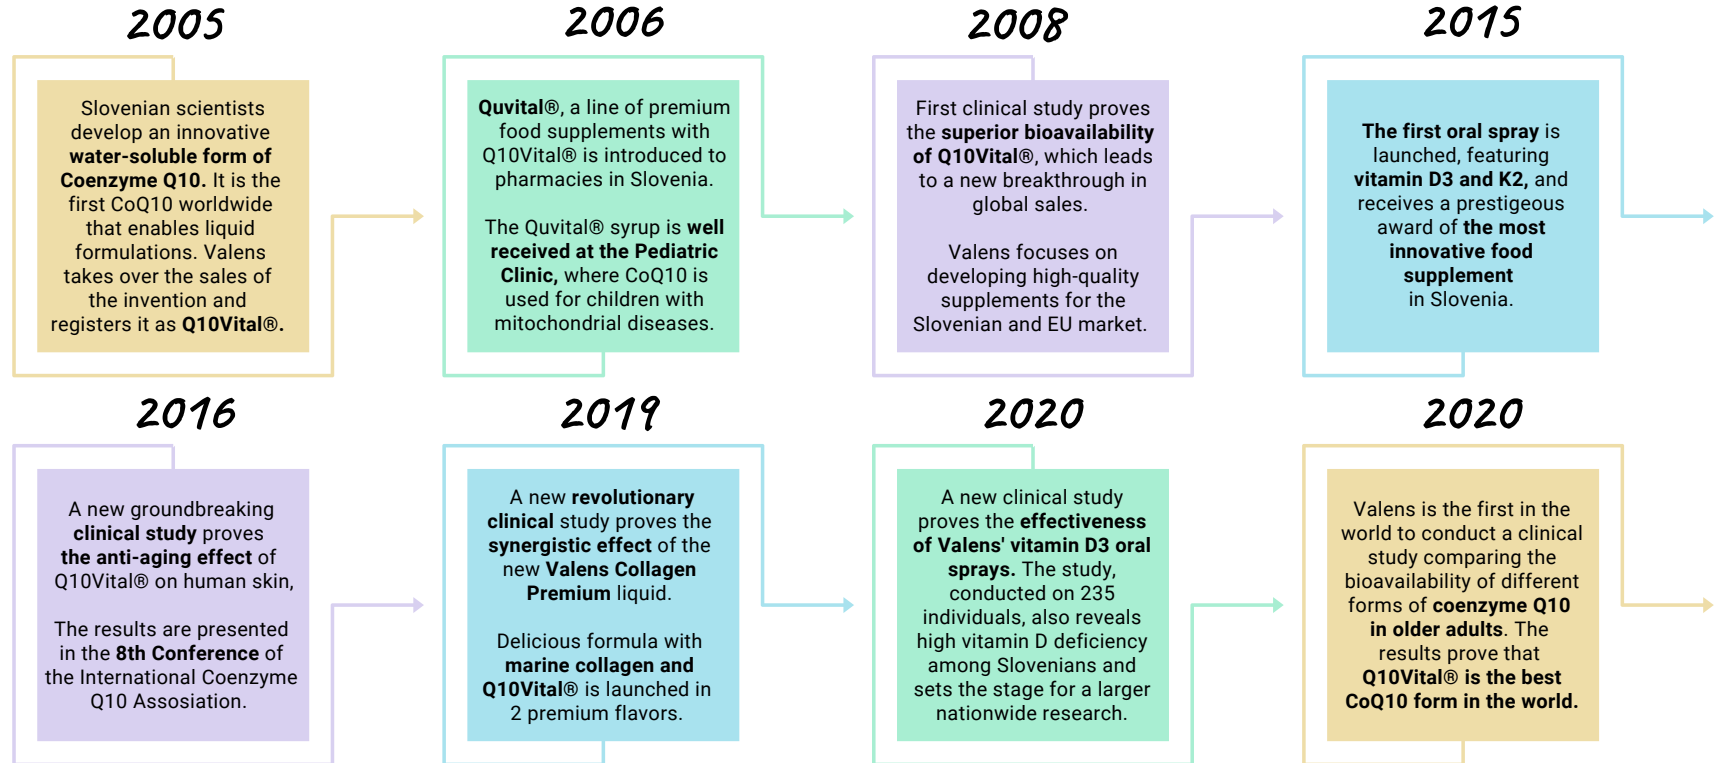 2005
Slovenian scientists
develop an innovative
water-soluble form of
Coenzyme Q10. It is the
first CoQ10 worldwide
that enables liquid
formulations. Valens
takes over the sales of
the invention and
registers it as Q10Vital®.
2006
Quvital®, a line of premium
food supplements with
Q10Vital® is introduced to
pharmacies in Slovenia.
The Quvital® syrup is well
received at the Pediatric
Clinic, where CoQ10 is
used for children with
mitochondrial diseases.
2008
First clinical study proves
the superior bioavailability
of Q10Vital®, which leads
to a new breakthrough in
global sales.
Valens focuses on
developing high-quality
supplements for the
Slovenian and EU market.
2015
The first oral spray is
launched, featuring
vitamin D3 and K2, and
receives a prestigeous
award of the most
innovative food
supplement
in Slovenia.
2016
A new groundbreaking
clinical study proves
the anti-aging effect of
Q10Vital® on human skin,
The results are presented
in the 8th Conference of
the International Coenzyme
Q10 Assosiation.
2019
A new revolutionary
clinical study proves the
synergistic effect of the
new Valens Collagen
Premium liquid.
Delicious formula with
marine collagen and
Q10Vital® is launched in
2 premium flavors.
2020
A new clinical study
proves the effectiveness
of Valens' vitamin D3 oral
sprays. The study,
conducted on 235
individuals, also reveals
high vitamin D deficiency
among Slovenians and
sets the stage for a larger
nationwide research.
2020
Valens is the first in the
world to conduct a clinical
study comparing the
bioavailability of different
forms of coenzyme Q10
in older adults. The
results prove that
Q10Vital® is the best
CoQ10 form in the world.